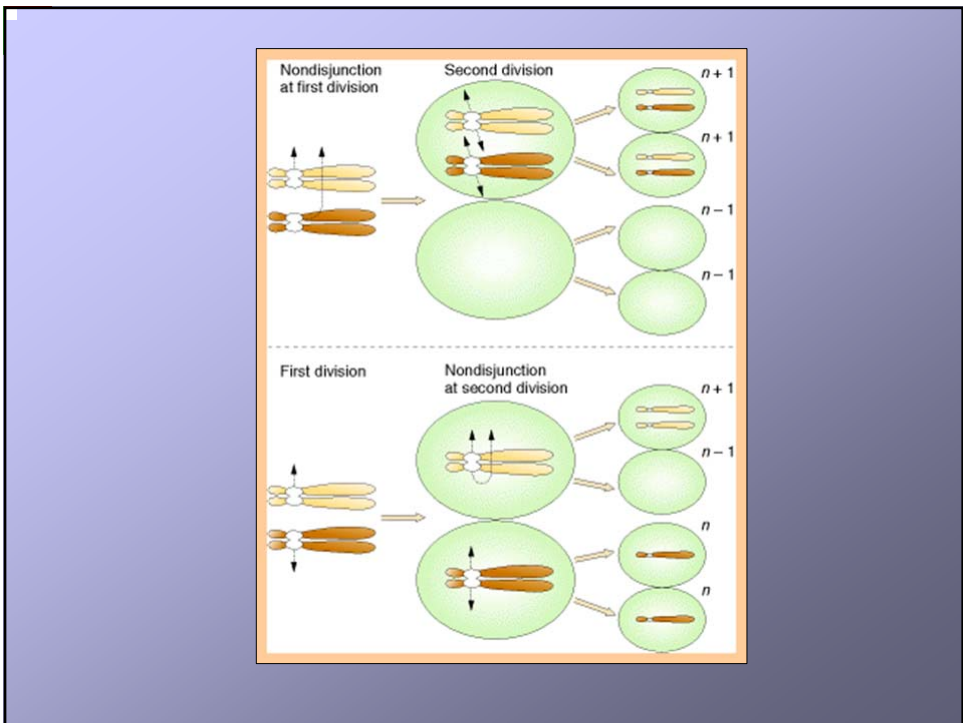 Nondisjunction
at first division
Second division
n + 1
n + 1
n – 1
n – 1
First division
Nondisjunction
at second division
n + 1
n – 1
n
n